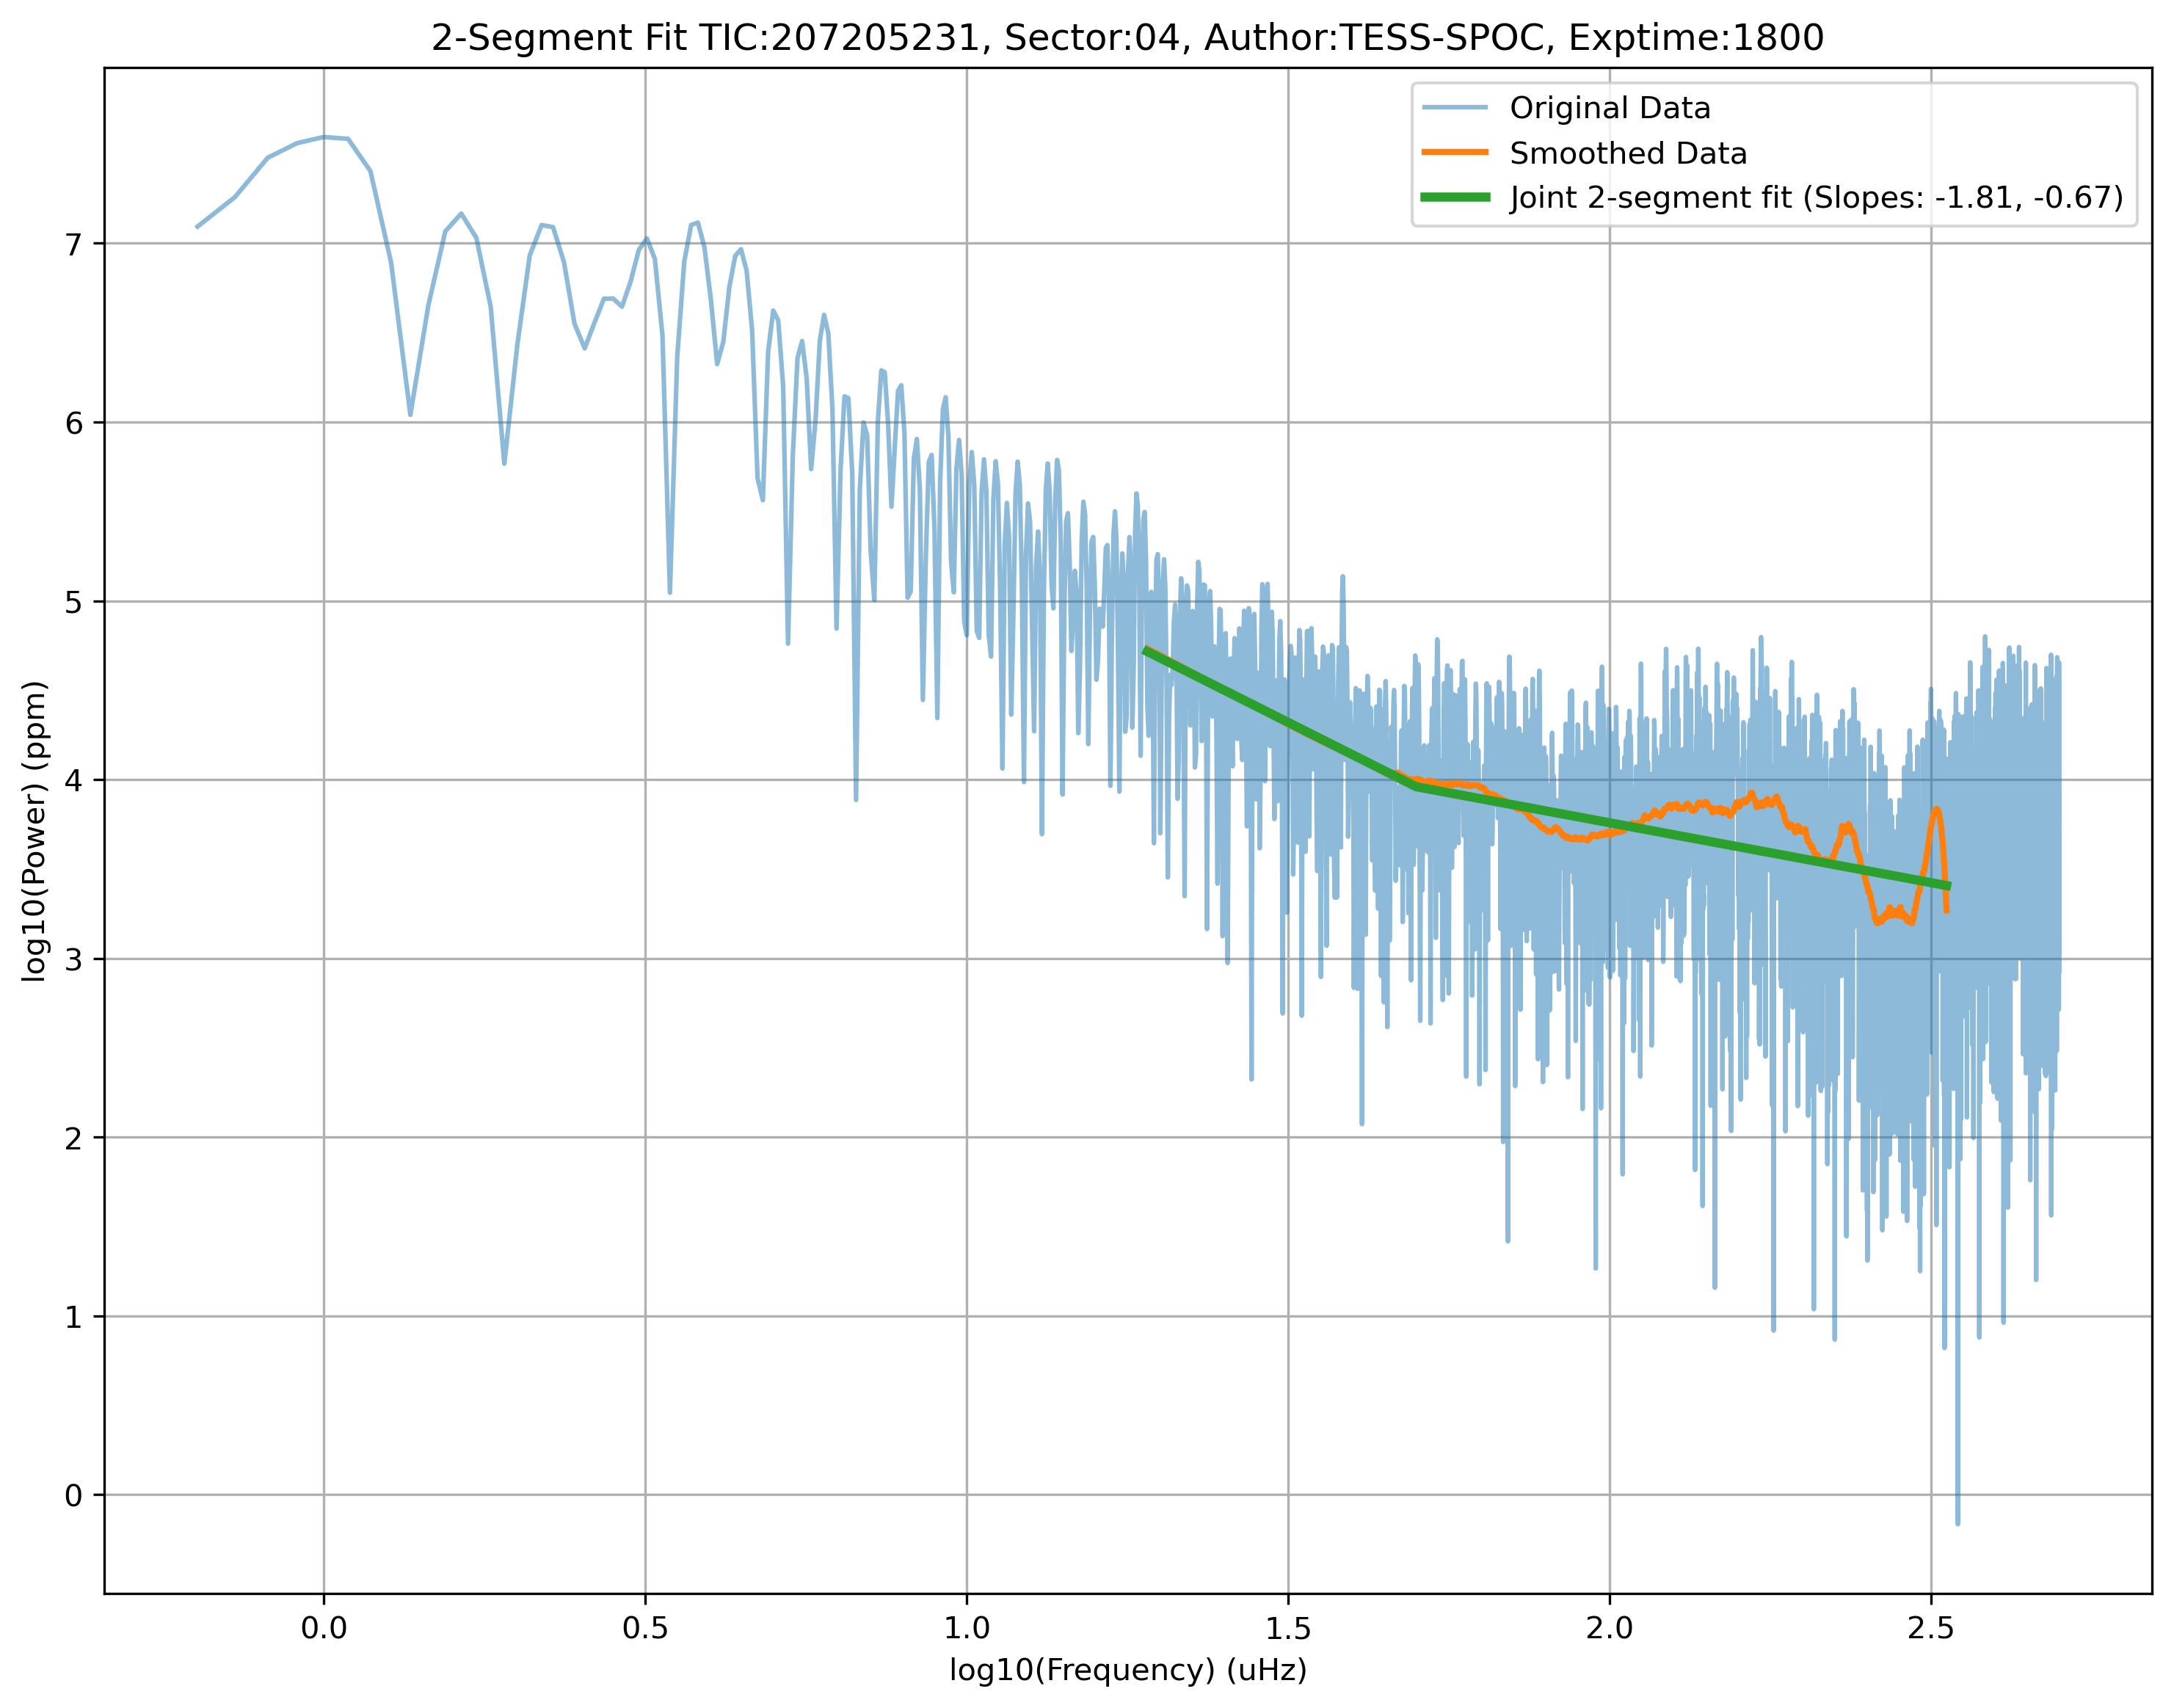 2-Segment Fit TIC:207205231, Sector:04, Author:TESS-SPOC, Exptime:1800
Original Data
Smoothed Data
Joint 2-segment fit (Slopes: -1.81, -0.67)
log10(Power) (ppm)
7
6
5
4
3
2
1
0
0.0 0.5 1.0 1.5 2.0 2.5
log10(Frequency) (uHz)